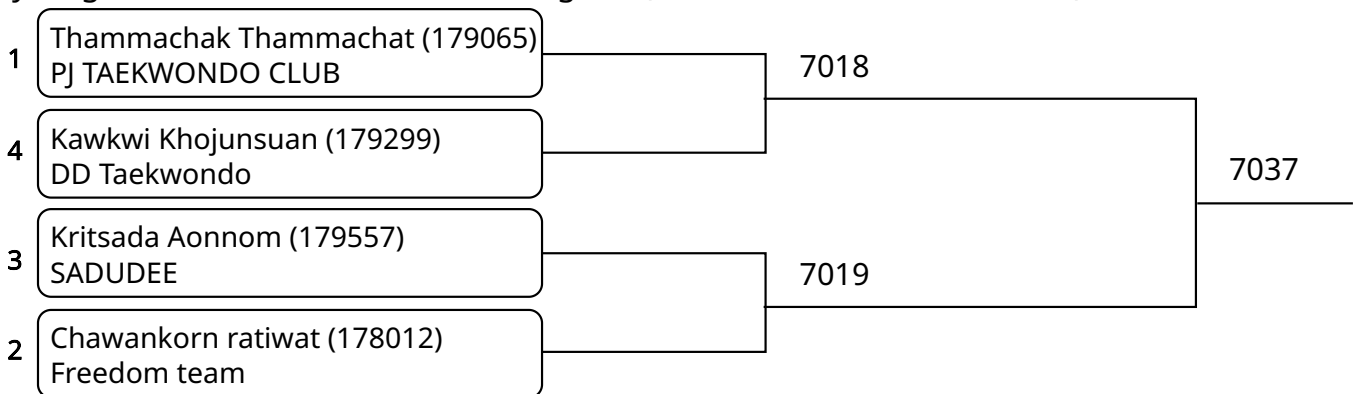 1
Thammachak Thammachat (179065)
PJ TAEKWONDO CLUB
7018
4
Kawkwi Khojunsuan (179299)
DD Taekwondo
7037
3
Kritsada Aonnom (179557)
SADUDEE
7019
2
Chawankorn ratiwat (178012)
Freedom team